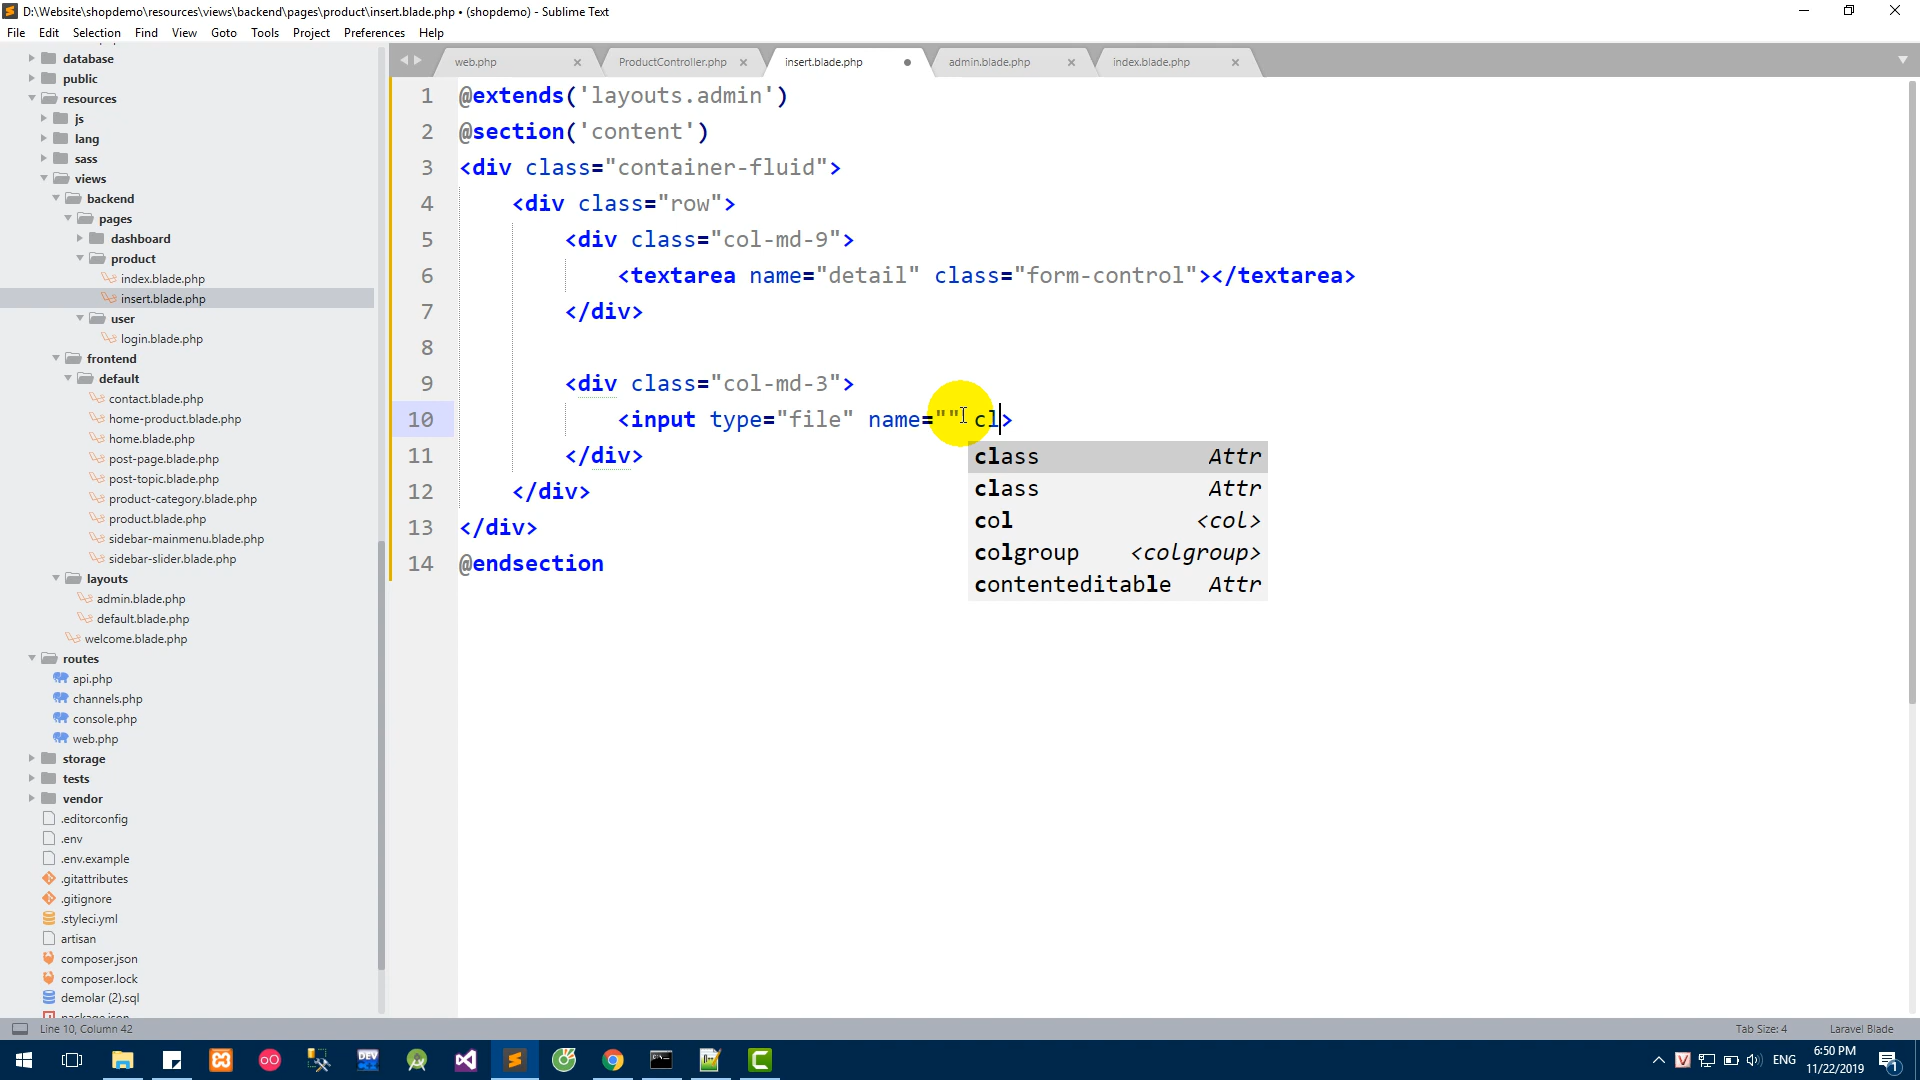 D:\Website\shopdemo\resources\views\backend\pages\product\insert.blade.php • (shopdemo) - Sublime Text
File Edit Selection Find View Goto Tools Project Preferences Help
database
public
resources
js
lang
sass
views
backend
pages
dashboard
product
index.blade.php
insert.blade.php
user
login.blade.php
frontend
default
contact.blade.php
home-product.blade.php
home.blade.php
post-page.blade.php
post-topic.blade.php
product-category.blade.php
product.blade.php
sidebar-mainmenu.blade.php
sidebar-slider.blade.php
layouts
admin.blade.php
default.blade.php
welcome.blade.php
routes
api.php
channels.php
console.php
web.php
storage
tests
vendor
.editorconfig
.env
.env.example
.gitattributes
.gitignore
.styleci.yml
artisan
composer.json
composer.lock
demolar (2).sql
package.json
web.php ProductController.php insert.blade.php admin.blade.php index.blade.php
1 @extends('layouts.admin')
2 @section('content')
3 <div class="container-fluid">
4 <div class="row">
5 <div class="col-md-9">
6 <textarea name="detail" class="form-control"></textarea>
7 </div>
8
9 <div class="col-md-3">
10 <input type="file" name="" cl>
11 </div>
12 </div>
13 </div>
14 @endsection
class Attr
class Attr
col <col>
colgroup <colgroup>
contenteditable Attr
Line 10, Column 42 Tab Size: 4 Laravel Blade
DEV
V
ENG
6:50 PM
11/22/2019
1